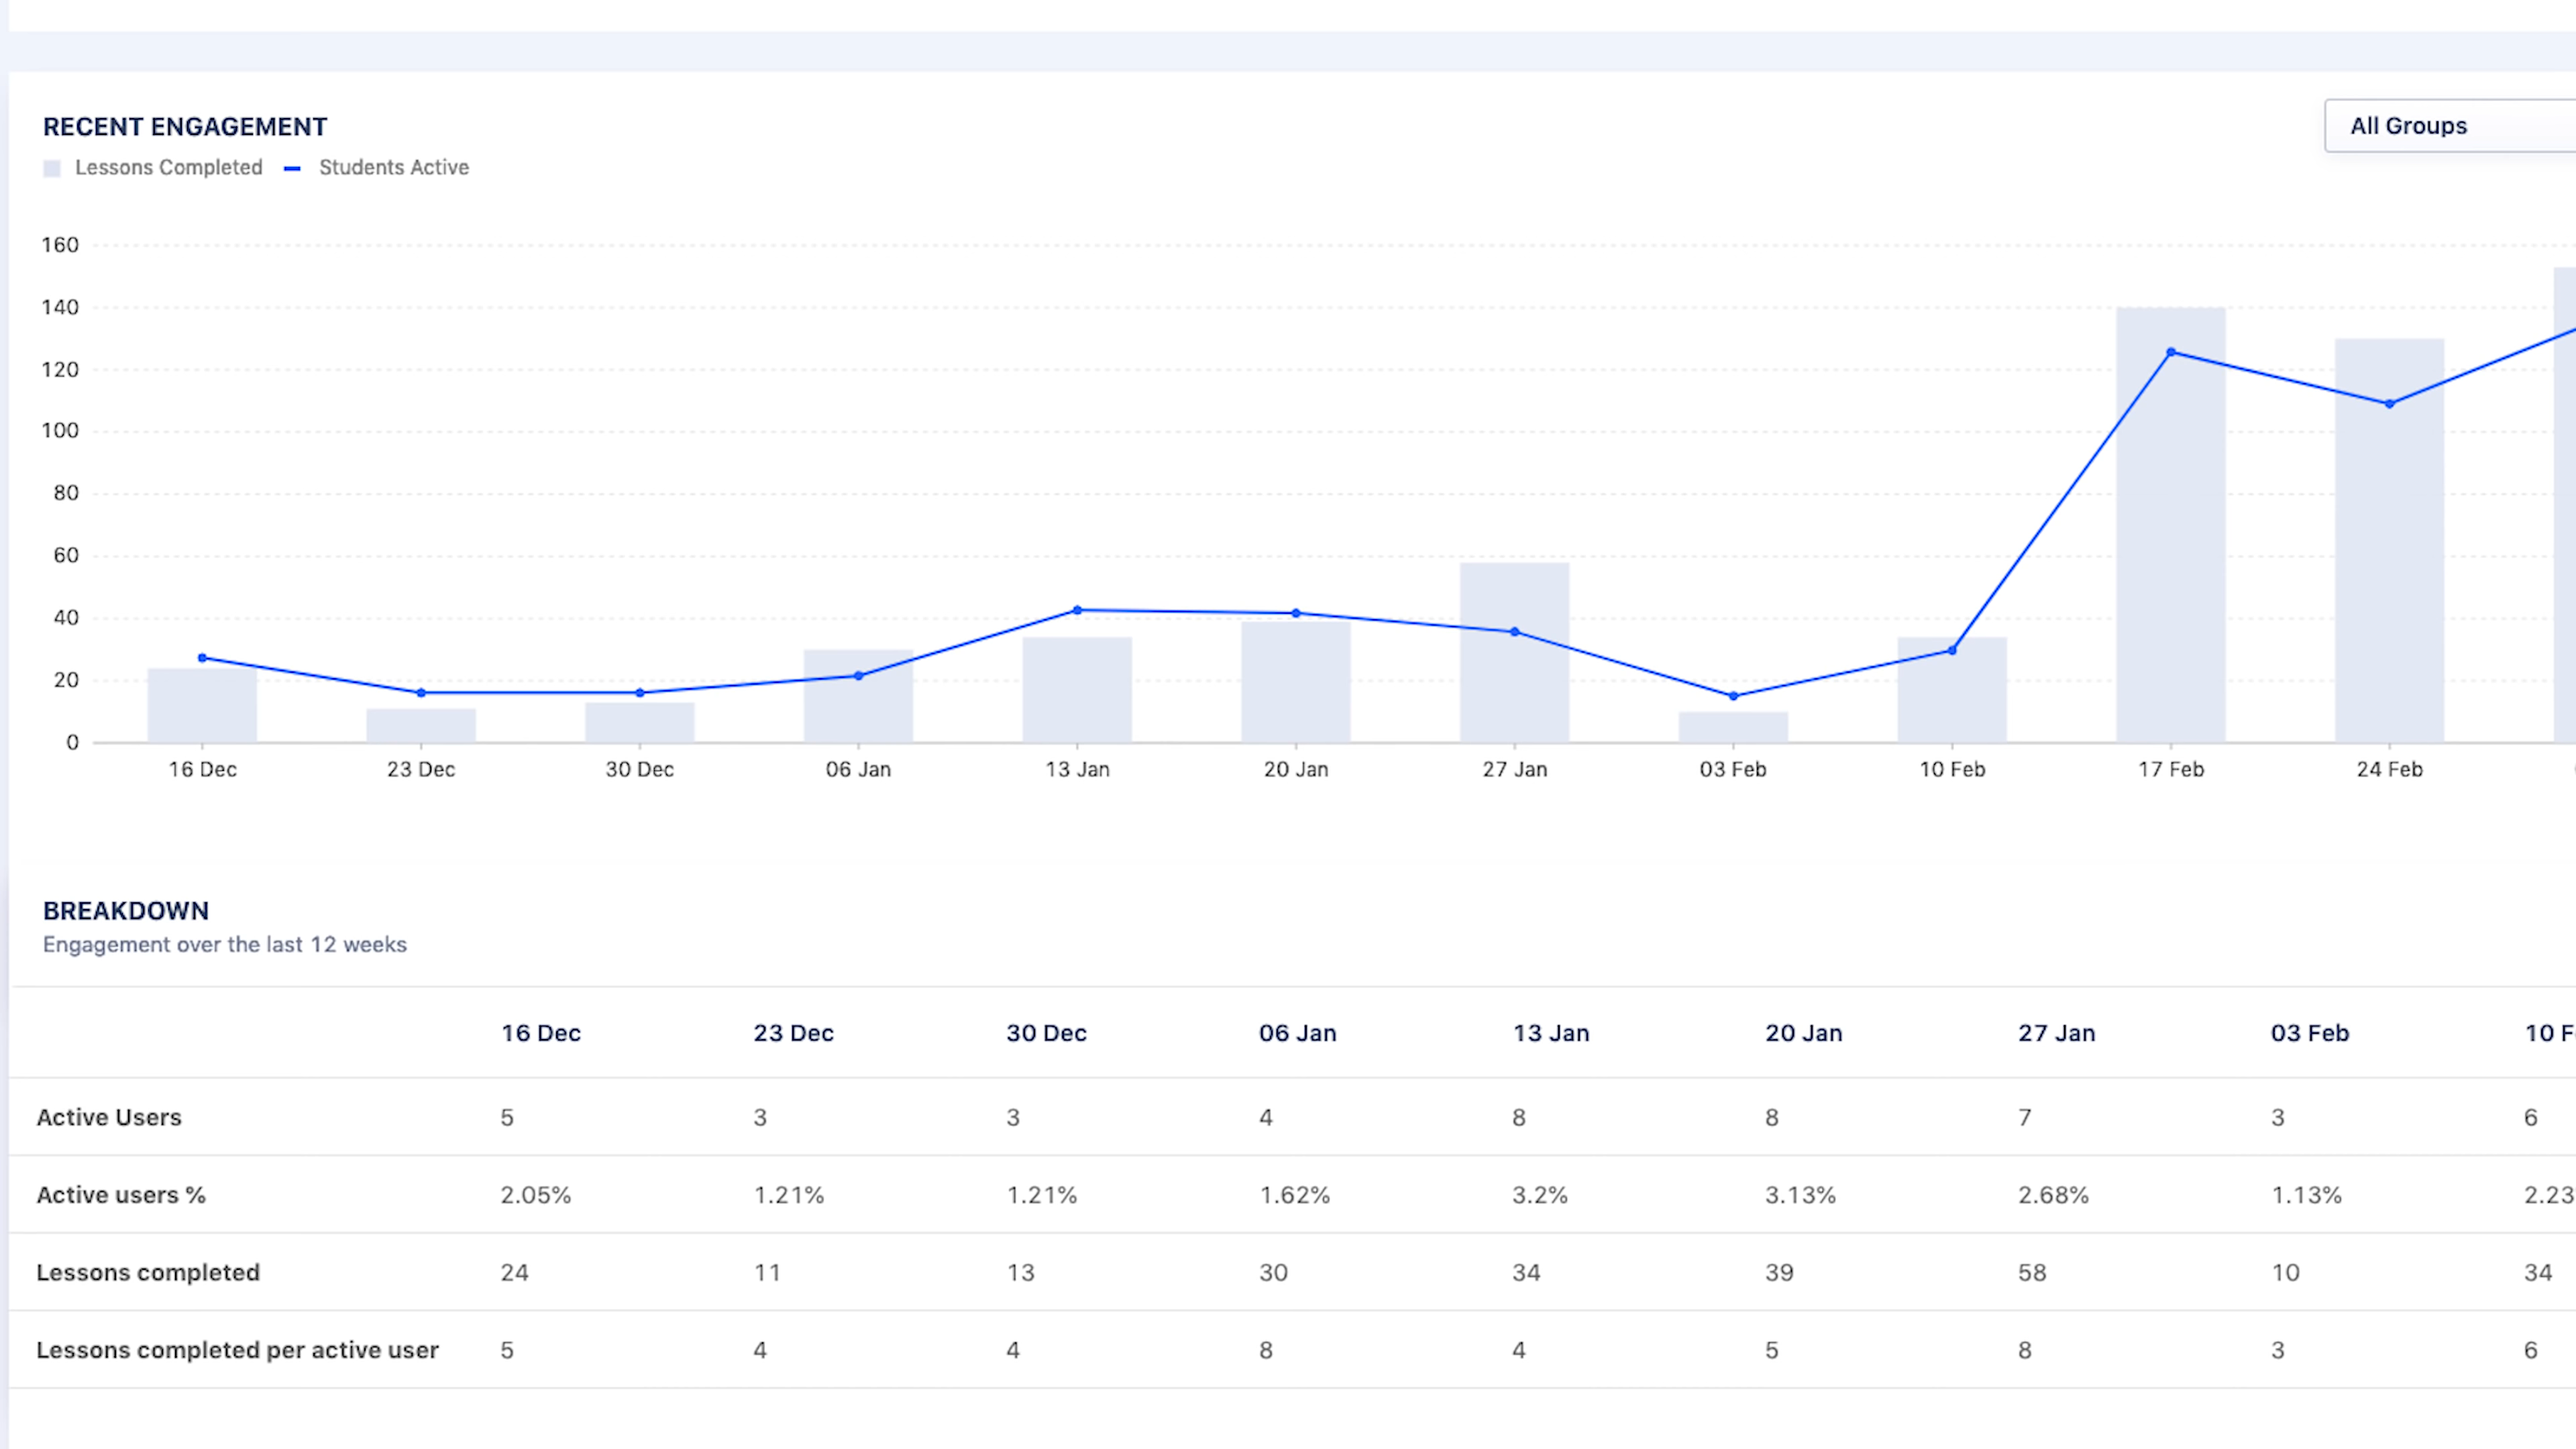 RECENT ENGAGEMENT
All Groups
Lessons Completed Students Active
160
140
120
100
80
60
40
20
0
16 Dec 23 Dec 30 Dec 06 Jan 13 Jan 20 Jan 27 Jan 03 Feb 10 Feb 17 Feb 24 Feb
BREAKDOWN
Engagement over the last 12 weeks
16 Dec 23 Dec 30 Dec 06 Jan 13 Jan 20 Jan 27 Jan 03 Feb 10 F
Active Users 5 3 3 4 8 8 7 3 6
Active users % 2.05% 1.21% 1.21% 1.62% 3.2% 3.13% 2.68% 1.13% 2.23
Lessons completed 24 11 13 30 34 39 58 10 34
Lessons completed per active user 5 4 4 8 4 5 8 3 6